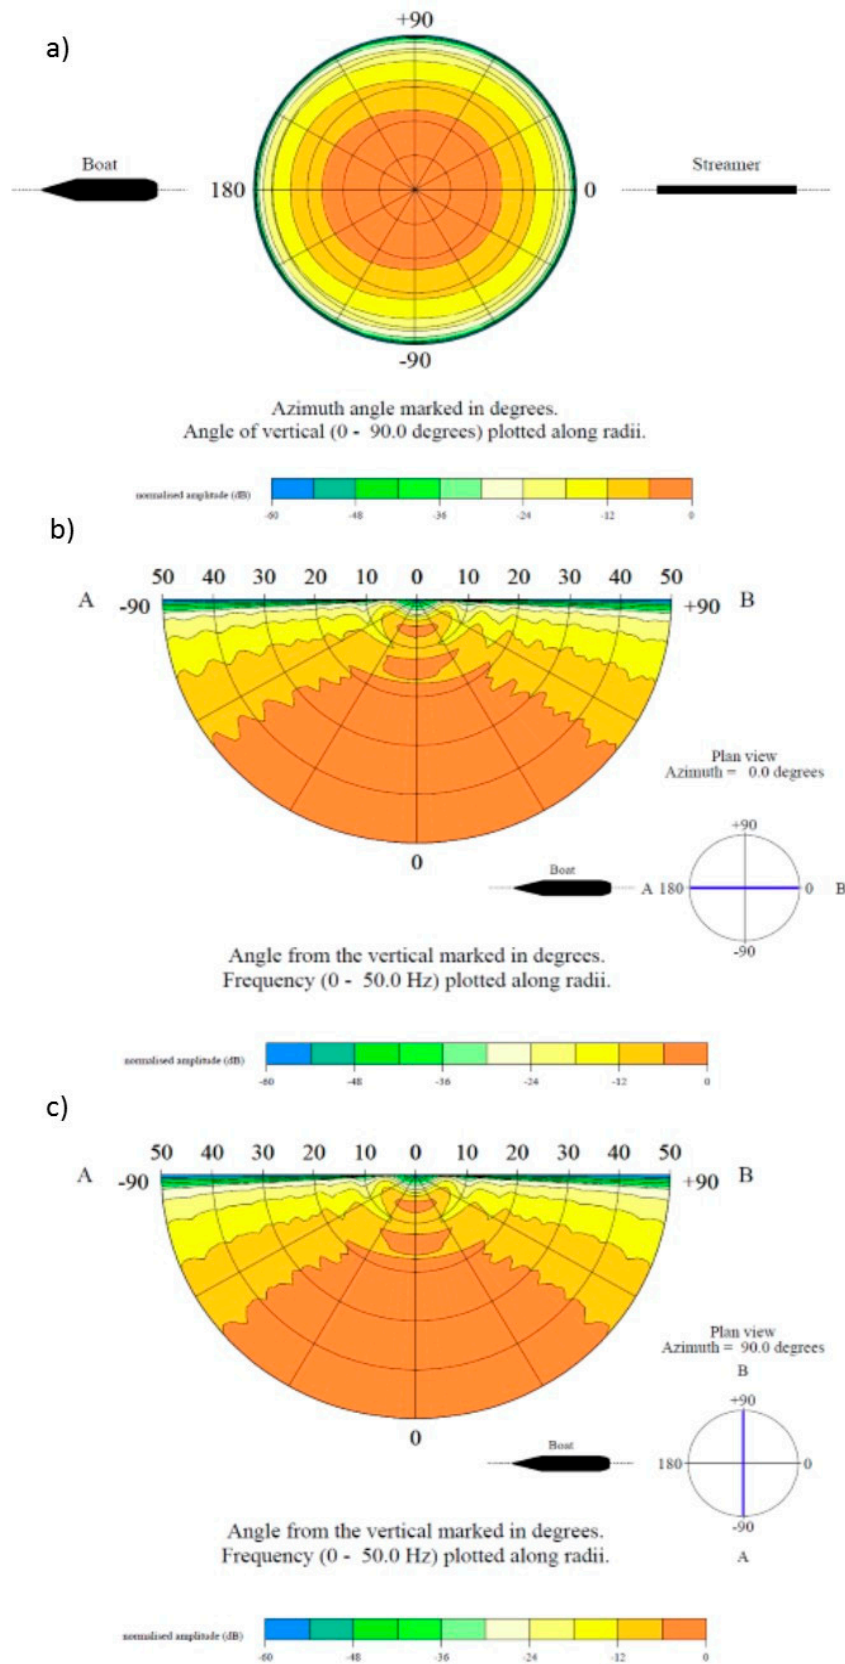 a)
+90
Boat
Streamer
180
0
-90
Azimuth angle marked in degrees.
Angle of vertical (0 - 90.0 degrees) plotted along radii.
normalised amplitude (dB)
-60 -48 -36 -24 -12 0
b)
50 40 30 20 10 0 10 20 30 40 50
A -90 +90 B
0
Plan view
Azimuth = 0.0 degrees
+90
Boat
A 180 0 B
-90
Angle from the vertical marked in degrees.
Frequency (0 - 50.0 Hz) plotted along radii.
normalised amplitude (dB)
-60 -48 -36 -24 -12 0
c)
50 40 30 20 10 0 10 20 30 40 50
A -90 +90 B
0
Plan view
Azimuth = 90.0 degrees
B
+90
Boat
180 0
-90
A
Angle from the vertical marked in degrees.
Frequency (0 - 50.0 Hz) plotted along radii.
normalised amplitude (dB)
-60 -48 -36 -24 -12 0